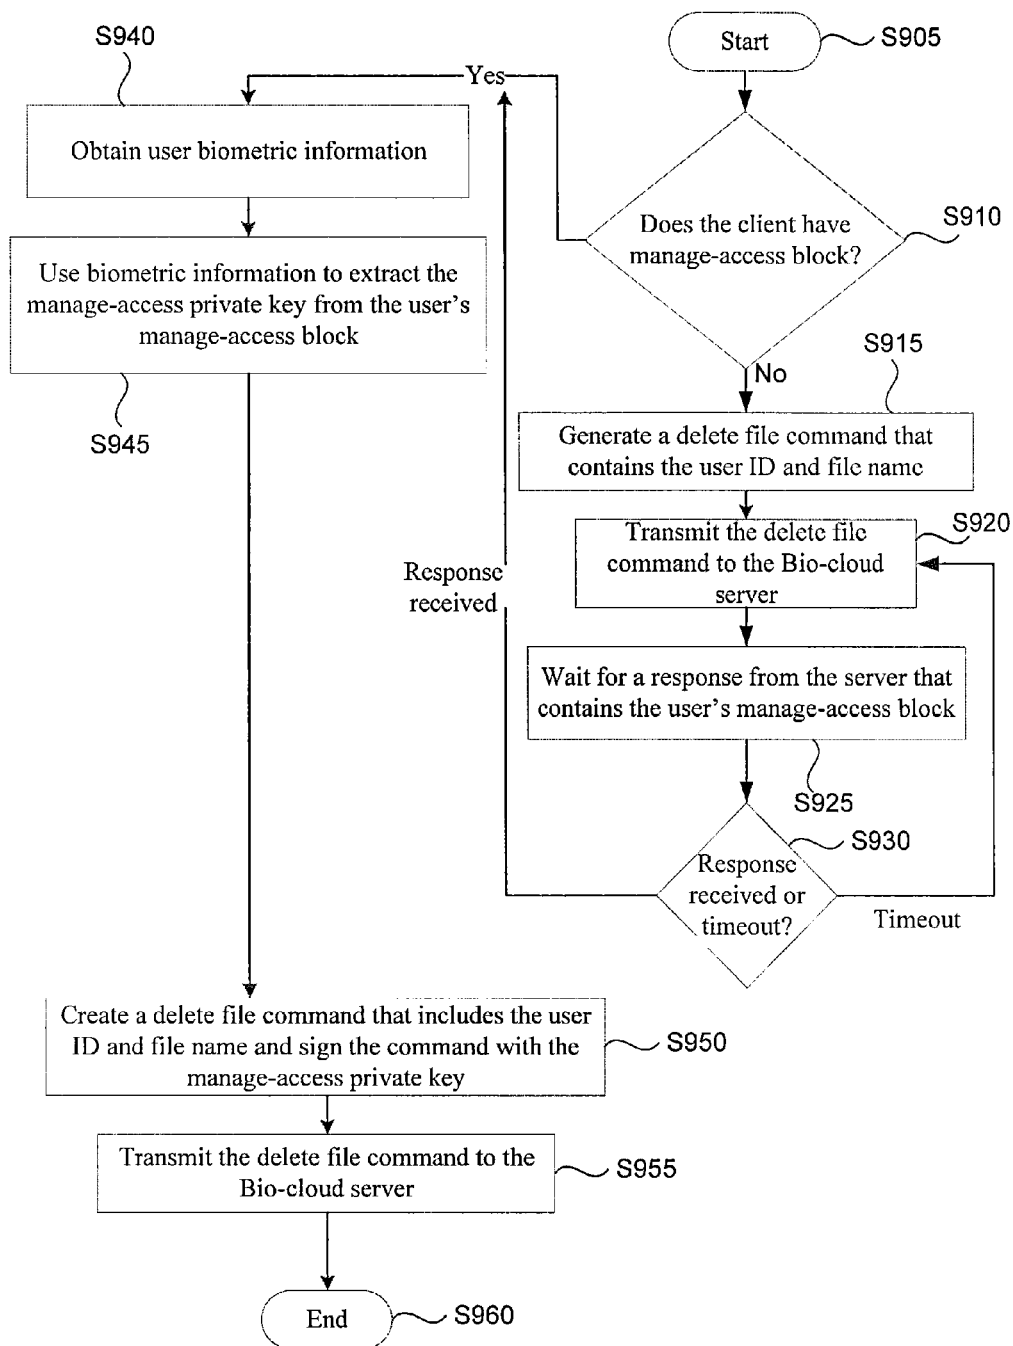 S940
Start
S905
Yes
Obtain user biometric information
Does the client have
manage-access block?
S910
Use biometric information to extract the
manage-access private key from the user's
manage-access block
S945
No
S915
Generate a delete file command that
contains the user ID and file name
S920
Transmit the delete file
command to the Bio-cloud
server
Response
received
Wait for a response from the server that
contains the user's manage-access block
S925
S930
Response
received or
timeout?
Timeout
Create a delete file command that includes the user
ID and file name and sign the command with the
manage-access private key
S950
Transmit the delete file command to the
Bio-cloud server
S955
End
S960